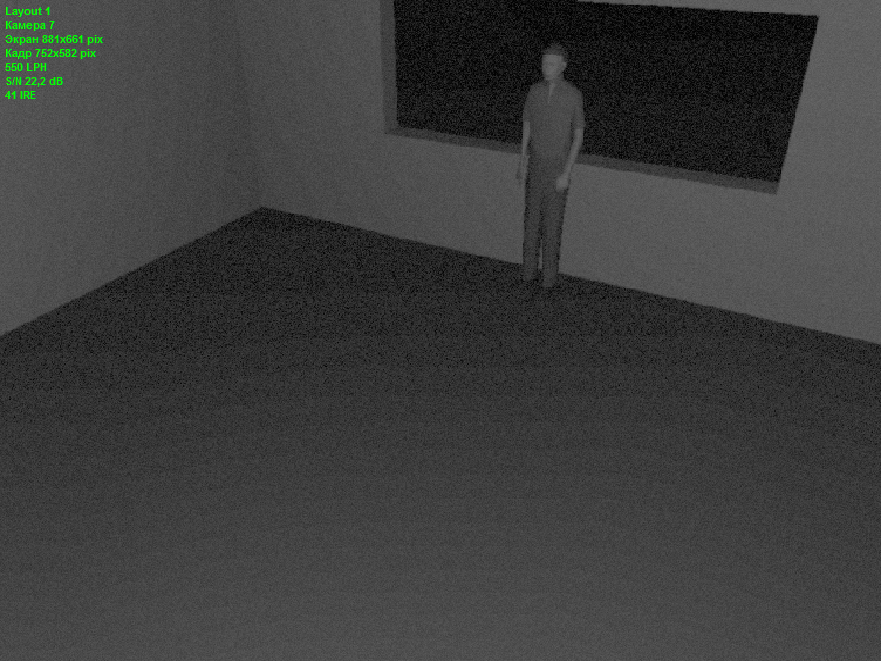 Layout 1
Камера 7
Экран 881x661 pix
Кадр 752x582 pix
550 LPH
S/N 22,2 dB
41 IRE